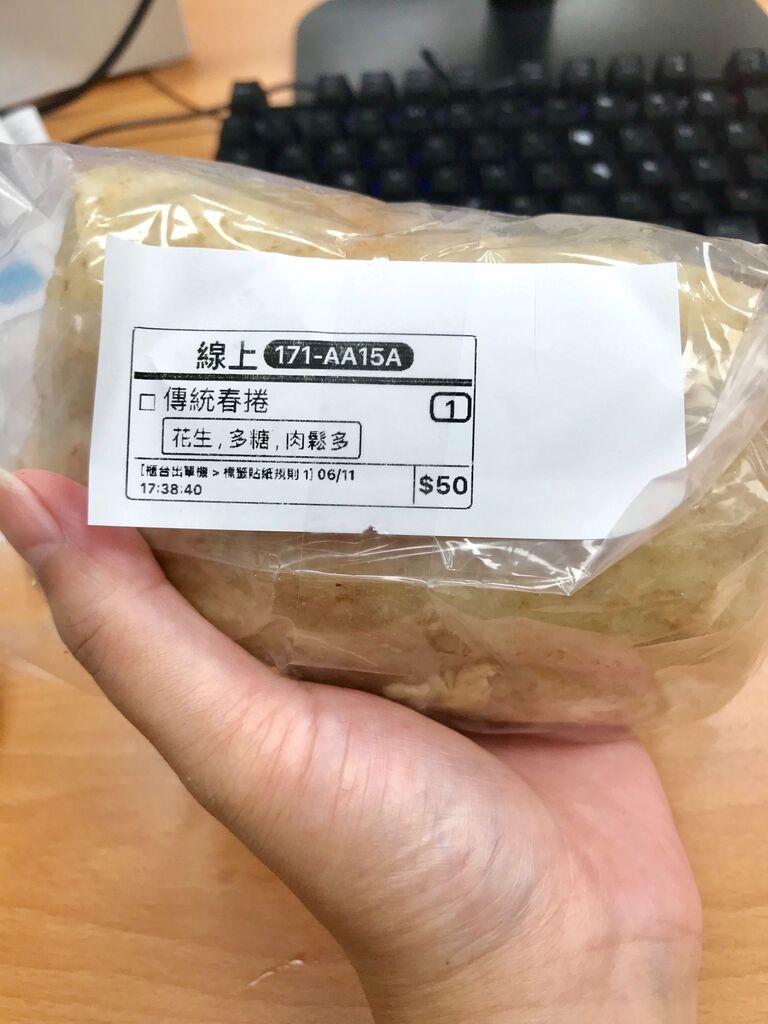 線上 171-AA15A
□ 傳統春捲 1
花生,多糖,肉鬆多
[櫃台出單機 > 標籤貼紙規則 1] 06/11
17:38:40 $50